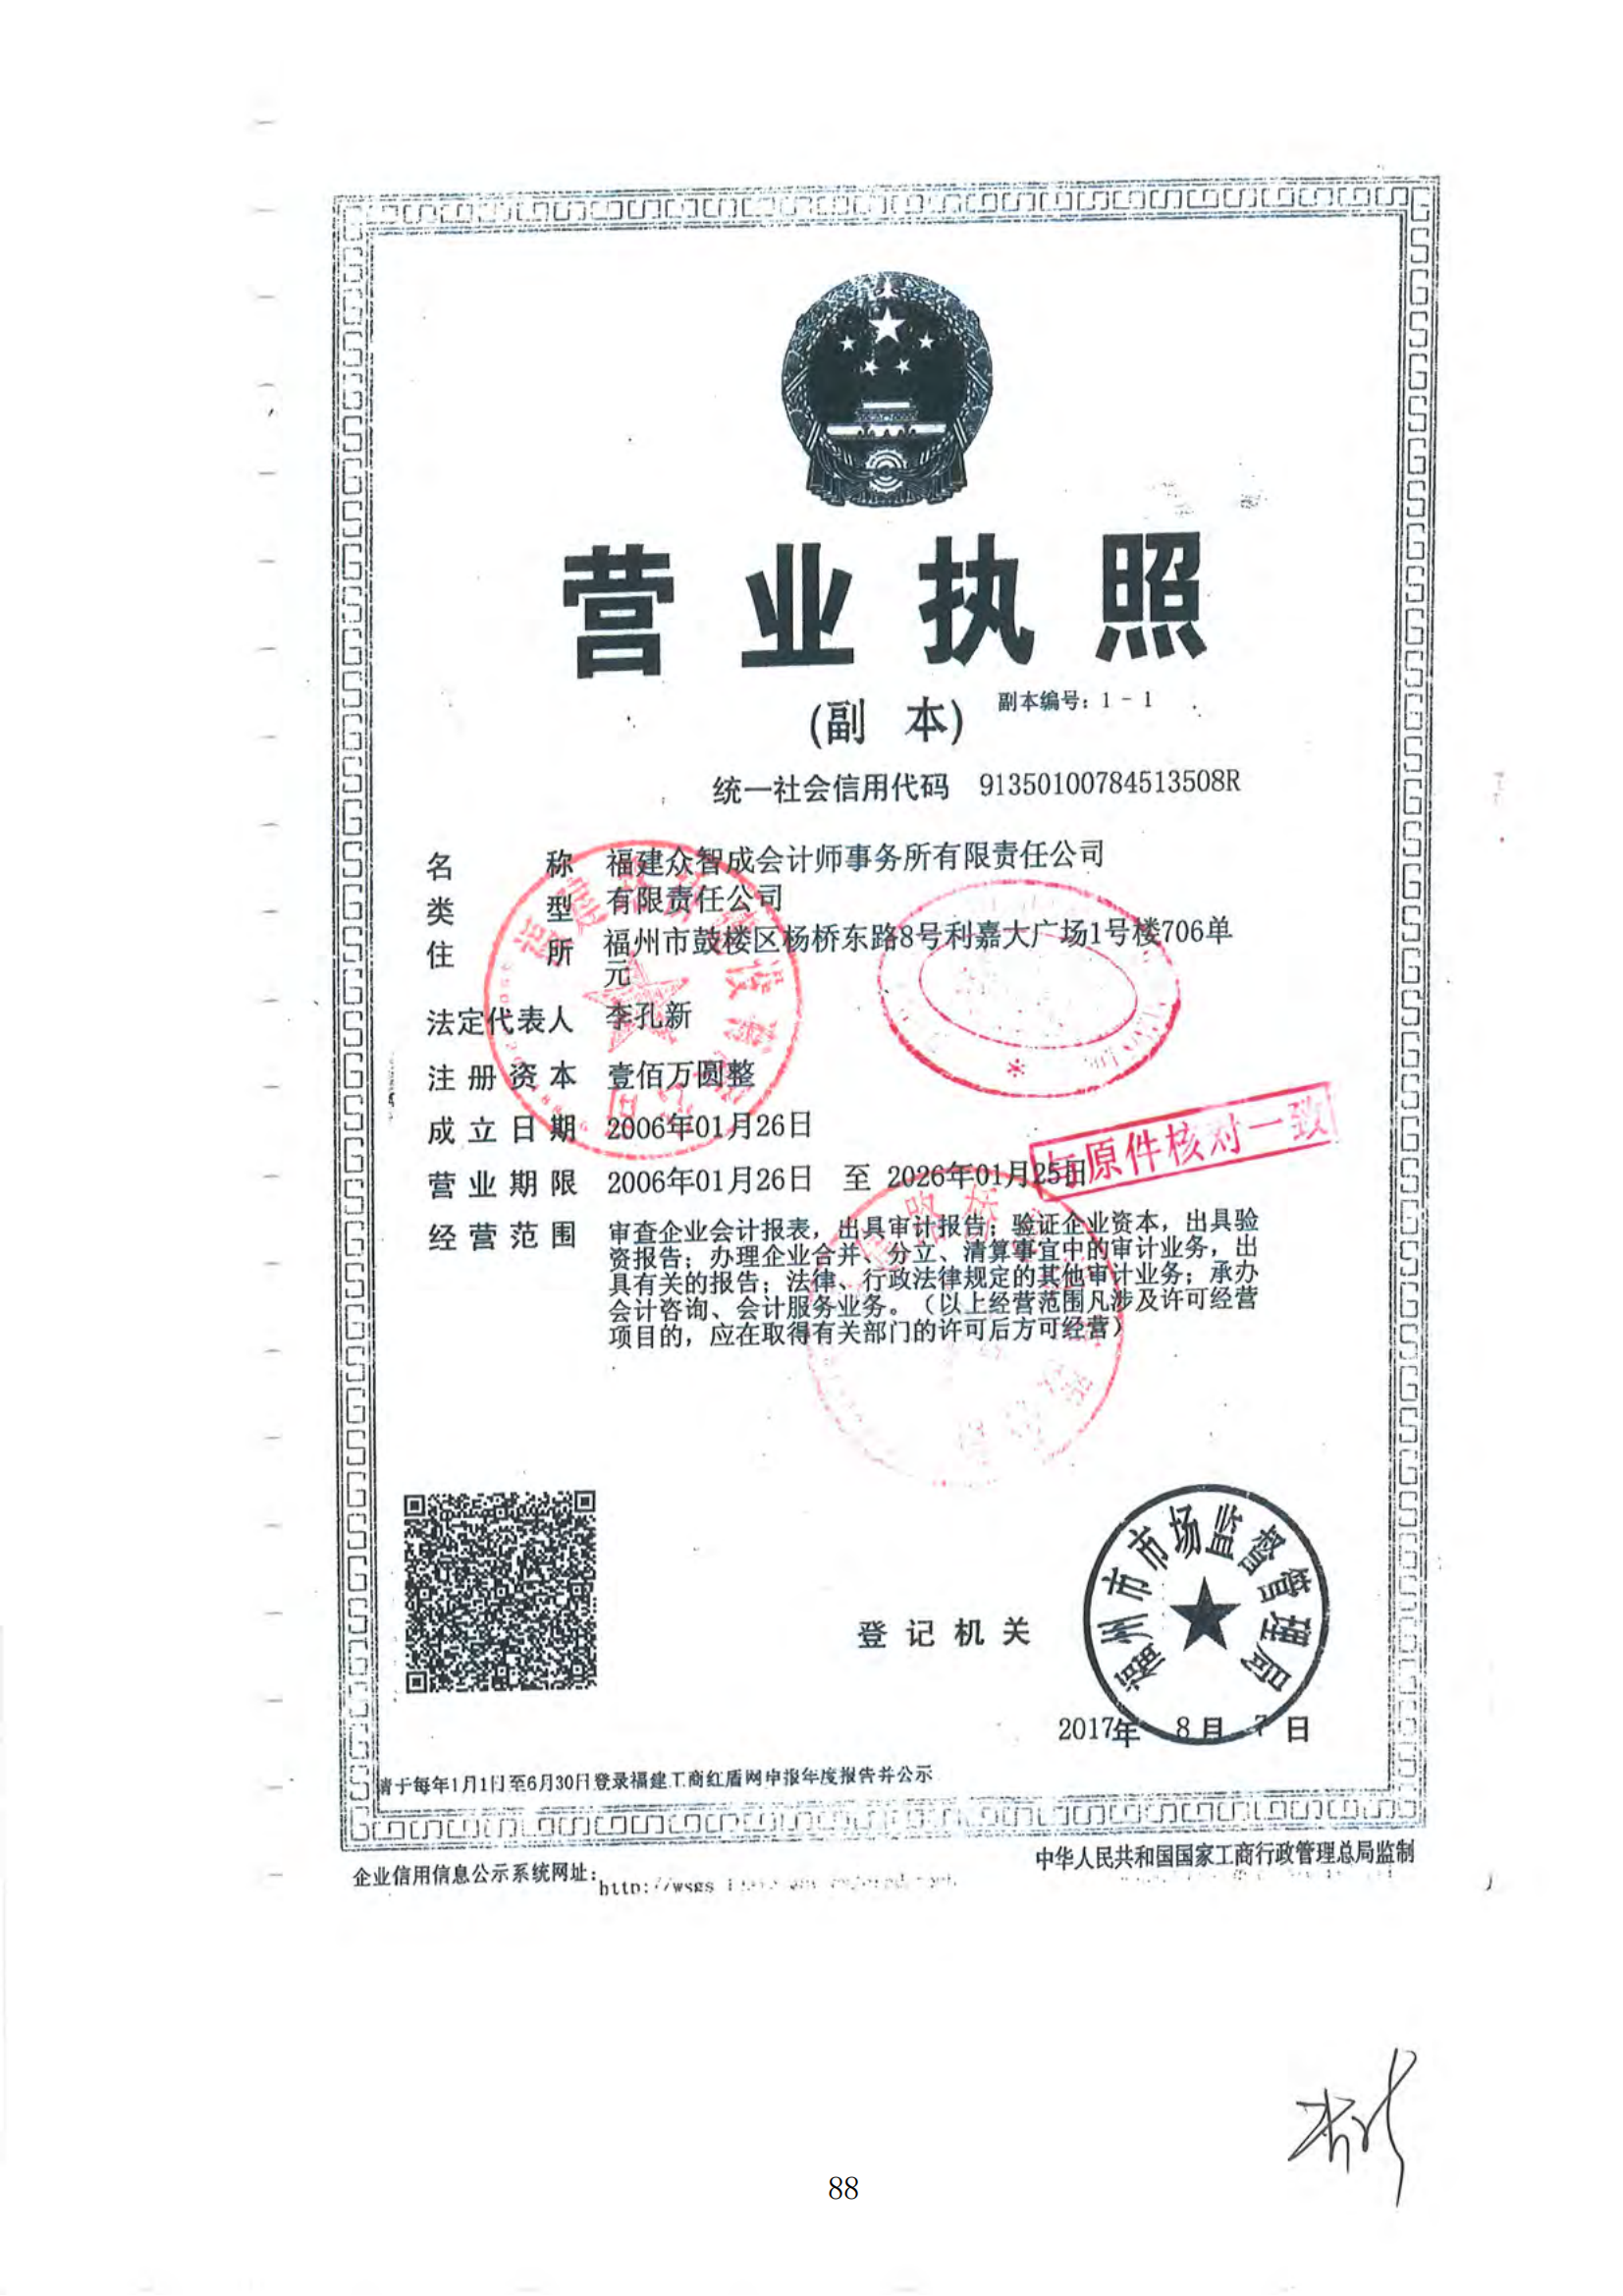 营业执照
(副 本) 副本编号：1－1
统一社会信用代码 91350100784513508R
名称 福建众智成会计师事务所有限责任公司
类型 有限责任公司
住所 福州市鼓楼区杨桥东路8号利嘉大广场1号楼706单
元
法定代表人 李孔新
注册资本 壹佰万圆整
成立日期 2006年01月26日
营业期限 2006年01月26日 至 2026年01月25日
与原件核对一致
经营范围 审查企业会计报表，出具审计报告；验证企业资本，出具验
资报告；办理企业合并、分立、清算事宜中的审计业务，出
具有关的报告；法律、行政法律规定的其他审计业务；承办
会计咨询、会计服务业务。（以上经营范围凡涉及许可经营
项目的，应在取得有关部门的许可后方可经营）
登记机关
福州市市场监督管理局
2017年 8月 7日
请于每年1月1日至6月30日登录福建工商红盾网申报年度报告并公示
企业信用信息公示系统网址：http://wsgs
中华人民共和国国家工商行政管理总局监制
88